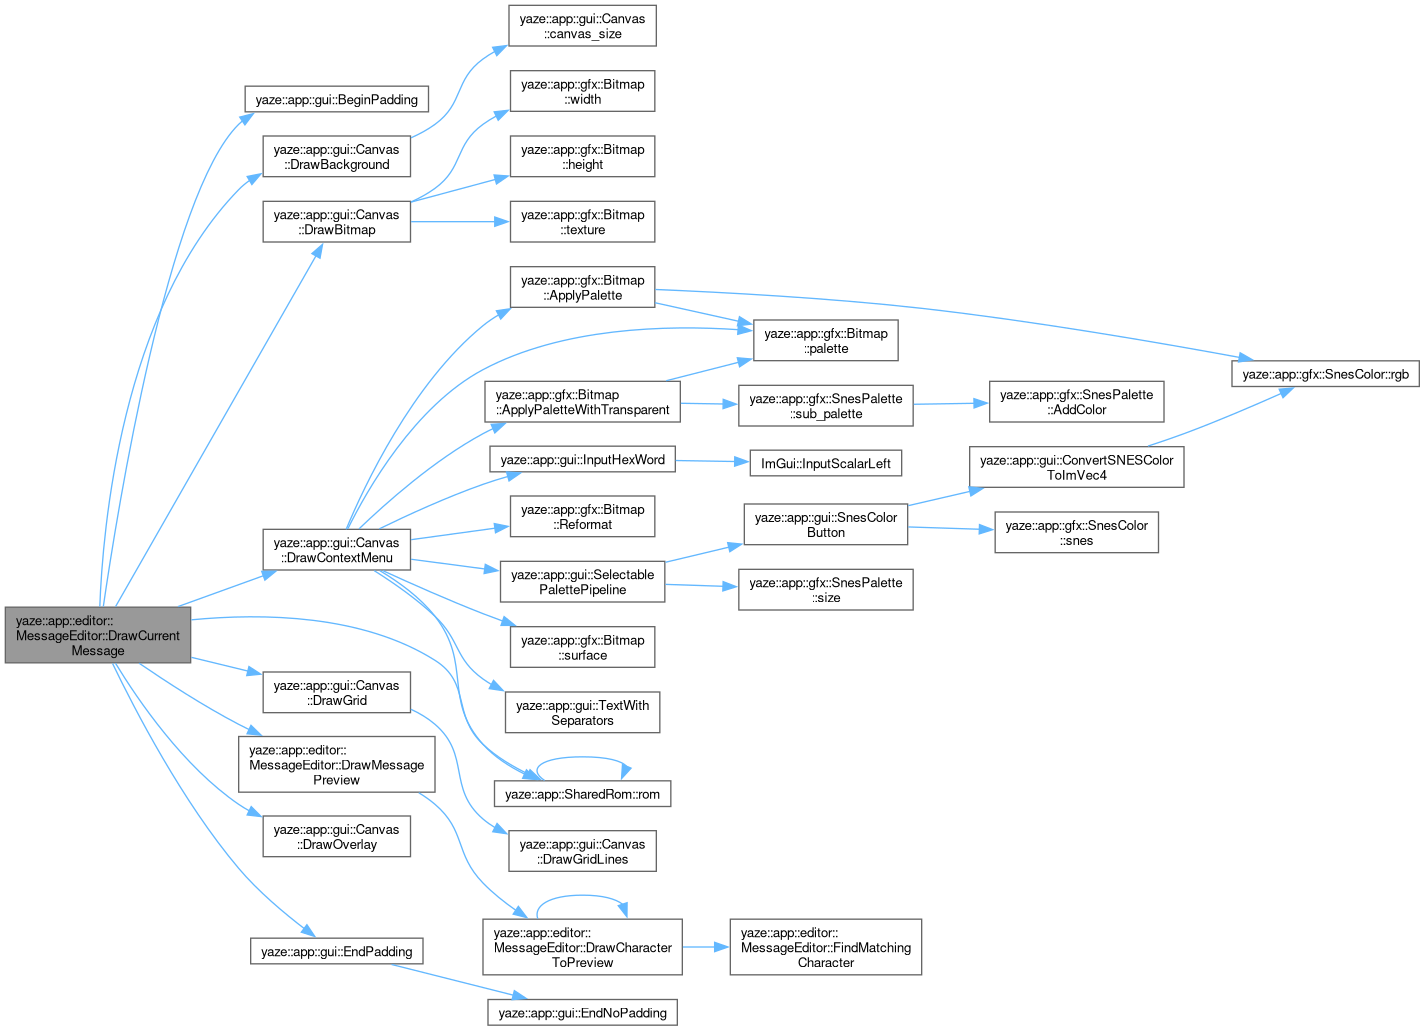 yaze::app::gui::Canvas
::canvas_size
yaze::app::gfx::Bitmap
::width
yaze::app::gui::BeginPadding
yaze::app::gui::Canvas
::DrawBackground
yaze::app::gfx::Bitmap
::height
yaze::app::gui::Canvas
::DrawBitmap
yaze::app::gfx::Bitmap
::texture
yaze::app::gfx::Bitmap
::ApplyPalette
yaze::app::gfx::Bitmap
::palette
yaze::app::gfx::SnesColor::rgb
yaze::app::gfx::Bitmap
::ApplyPaletteWithTransparent
yaze::app::gfx::SnesPalette
::sub_palette
yaze::app::gfx::SnesPalette
::AddColor
yaze::app::gui::InputHexWord
ImGui::InputScalarLeft
yaze::app::gui::ConvertSNESColor
ToImVec4
yaze::app::gfx::Bitmap
::Reformat
yaze::app::gui::SnesColor
Button
yaze::app::gfx::SnesColor
::snes
yaze::app::gui::Canvas
::DrawContextMenu
yaze::app::gui::Selectable
PalettePipeline
yaze::app::gfx::SnesPalette
::size
yaze::app::editor::
MessageEditor::DrawCurrent
Message
yaze::app::gfx::Bitmap
::surface
yaze::app::gui::Canvas
::DrawGrid
yaze::app::gui::TextWith
Separators
yaze::app::editor::
MessageEditor::DrawMessage
Preview
yaze::app::SharedRom::rom
yaze::app::gui::Canvas
::DrawOverlay
yaze::app::gui::Canvas
::DrawGridLines
yaze::app::gui::EndPadding
yaze::app::editor::
MessageEditor::DrawCharacter
ToPreview
yaze::app::editor::
MessageEditor::FindMatching
Character
yaze::app::gui::EndNoPadding